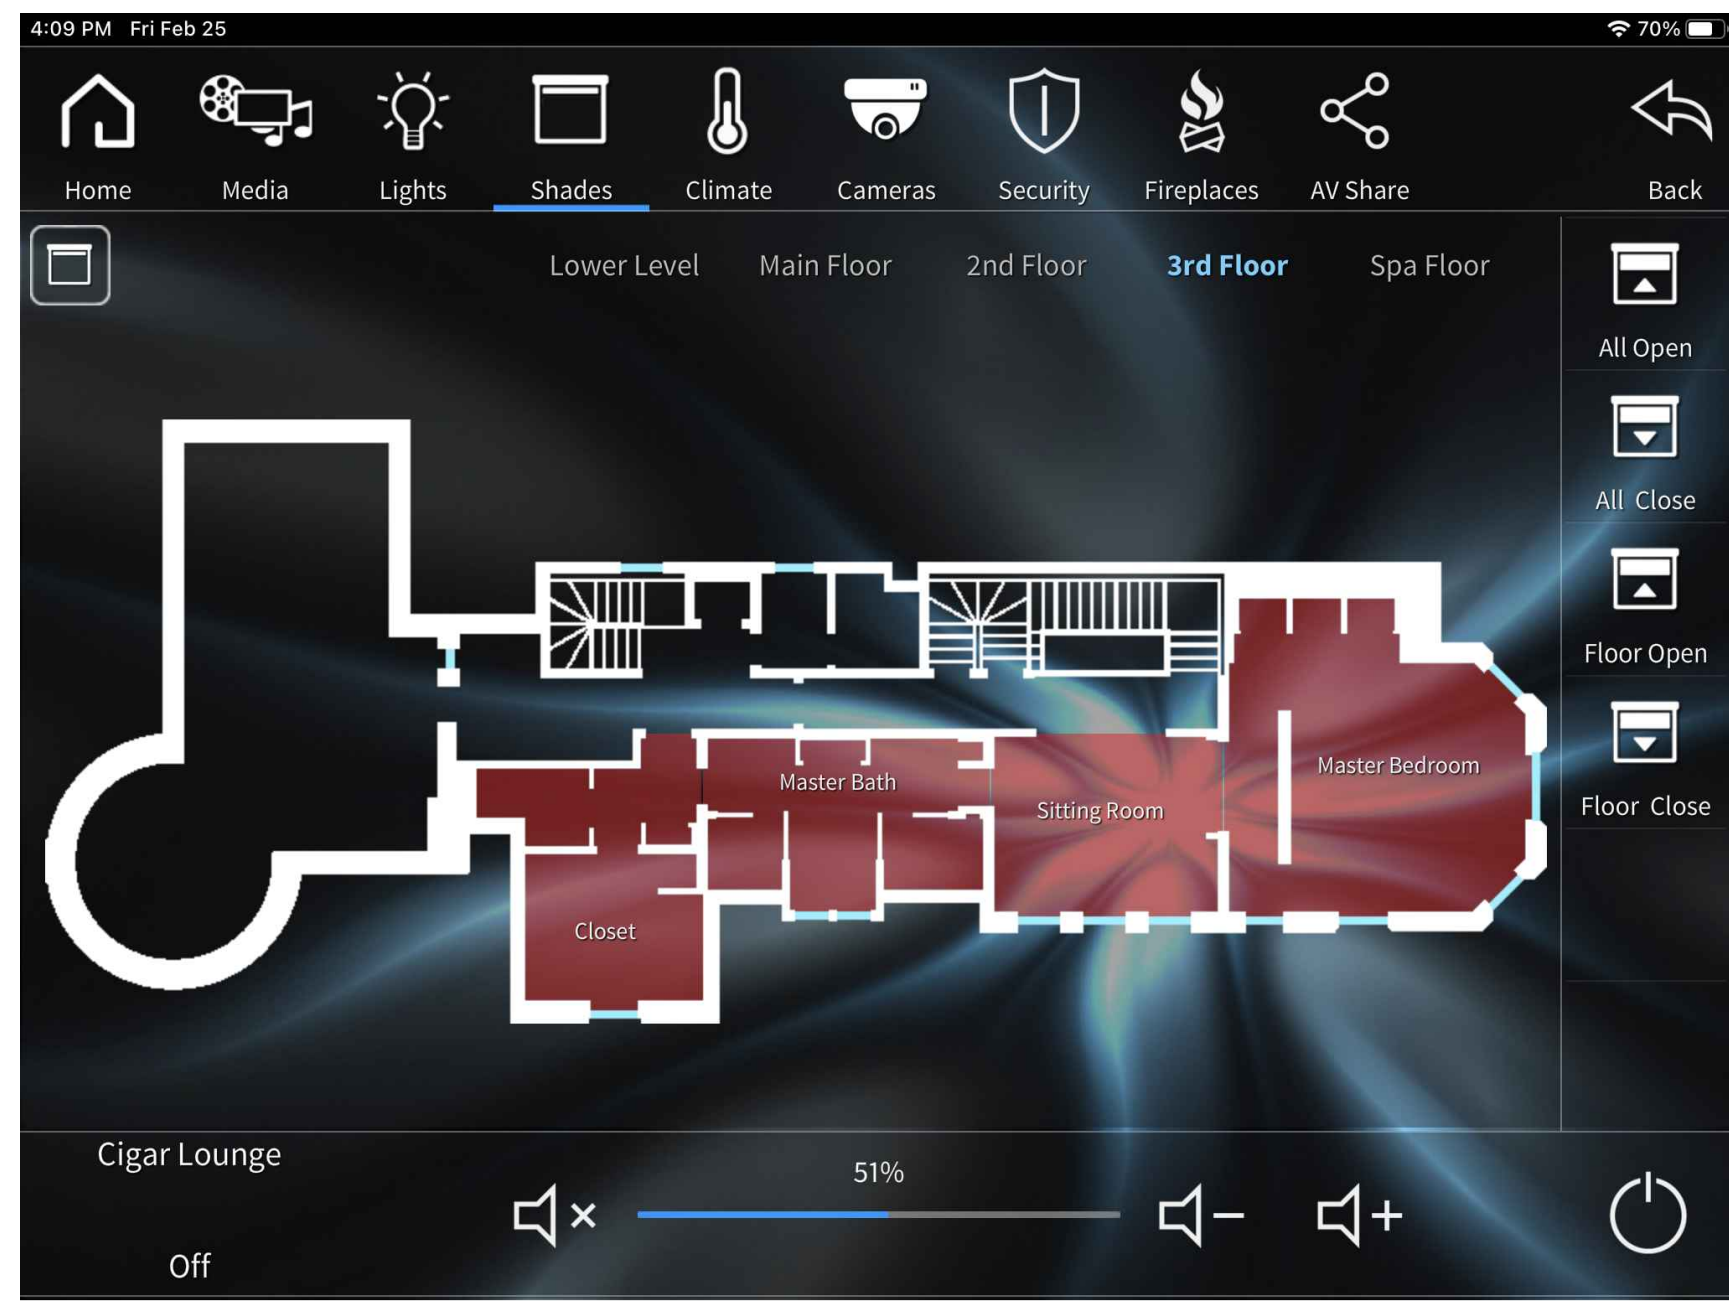 4:09 PM Fri Feb 25
70%
Home Media Lights Shades Climate Cameras Security Fireplaces AV Share Back
Lower Level Main Floor 2nd Floor 3rd Floor Spa Floor
All Open
All Close
Floor Open
Floor Close
Master Bedroom
Master Bath
Sitting Room
Closet
Cigar Lounge
51%
Off